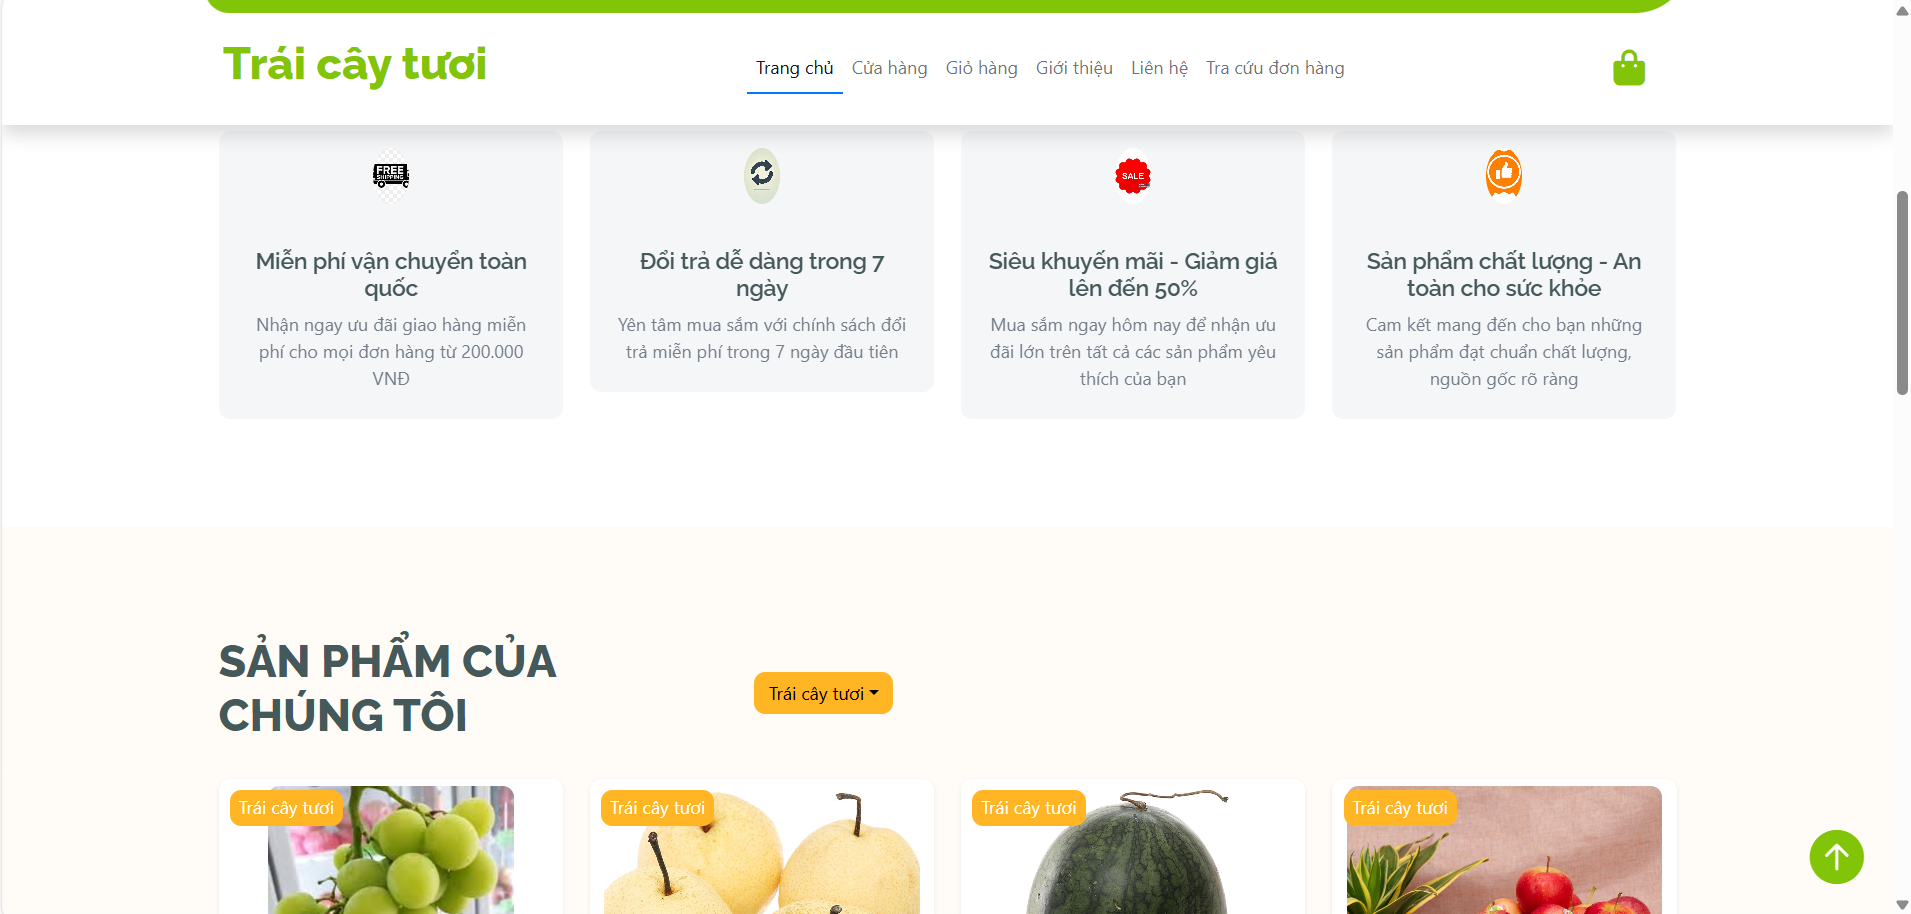 Trái cây tươi
Trang chủ Cửa hàng Giỏ hàng Giới thiệu Liên hệ Tra cứu đơn hàng
FREE
SHIPPING
Miễn phí vận chuyển toàn
quốc
Nhận ngay ưu đãi giao hàng miễn
phí cho mọi đơn hàng từ 200.000
VNĐ
Đổi trả dễ dàng trong 7
ngày
Yên tâm mua sắm với chính sách đổi
trả miễn phí trong 7 ngày đầu tiên
SALE
Siêu khuyến mãi - Giảm giá
lên đến 50%
Mua sắm ngay hôm nay để nhận ưu
đãi lớn trên tất cả các sản phẩm yêu
thích của bạn
Sản phẩm chất lượng - An
toàn cho sức khỏe
Cam kết mang đến cho bạn những
sản phẩm đạt chuẩn chất lượng,
nguồn gốc rõ ràng
SẢN PHẨM CỦA
CHÚNG TÔI
Trái cây tươi
Trái cây tươi
Trái cây tươi
Trái cây tươi
Trái cây tươi